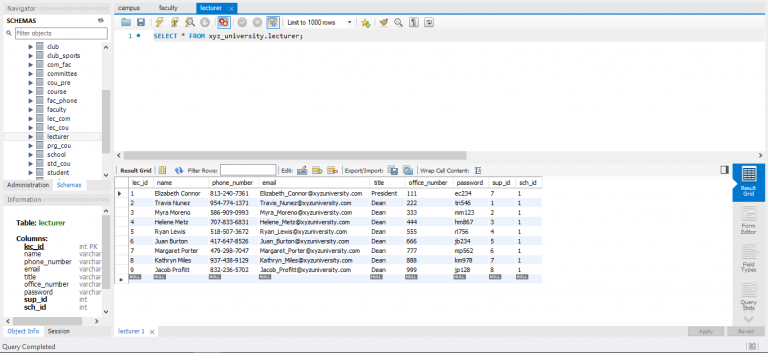 Navigator
campus faculty lecturer
SCHEMAS
Limit to 1000 rows
Filter objects
1 SELECT * FROM xyz_university.lecturer;
club
club_sports
com_fac
committee
cou_pre
course
fac_phone
faculty
lec_com
lec_cou
lecturer
prg_cou
school
std_cou
student
Administration Schemas
Information
Table: lecturer
Columns:
lec_id int PK
name varchar
phone_number varchar
email varchar
title varchar
office_number varchar
password varchar
sup_id int
sch_id int
Object Info Session
Result Grid Filter Rows: Edit: Export/Import: Wrap Cell Content:
lec_id name phone_number email title office_number password sup_id sch_id
1 Elizabeth Connor 813-240-7361 Elizabeth_Connor@xyzuniversity.com President 111 ec234 7 1
2 Travis Nunez 954-774-1371 Travis_Nunez@xyzuniversity.com Dean 222 tn546 1 1
3 Myra Moreno 586-909-0993 Myra_Moreno@xyzuniversity.com Dean 333 mm123 2 1
4 Helene Metz 707-833-6831 Helene_Metz@xyzuniversity.com Dean 444 hm867 3 1
5 Ryan Lewis 518-507-3672 Ryan_Lewis@xyzuniversity.com Dean 555 rl756 4 1
6 Juan Burton 417-647-8526 Juan_Burton@xyzuniversity.com Dean 666 jb234 5 1
7 Margaret Porter 479-298-7047 Margaret_Porter@xyzuniversity.com Dean 777 mp562 6 1
8 Kathryn Miles 937-438-9129 Kathryn_Miles@xyzuniversity.com Dean 888 km978 7 1
9 Jacob Profitt 832-236-5702 Jacob_Profitt@xyzuniversity.com Dean 999 jp128 8 1
NULL NULL NULL NULL NULL NULL NULL NULL NULL
Result
Grid
Form
Editor
Field
Types
Query
Stats
lecturer 1
Apply Revert
Query Completed